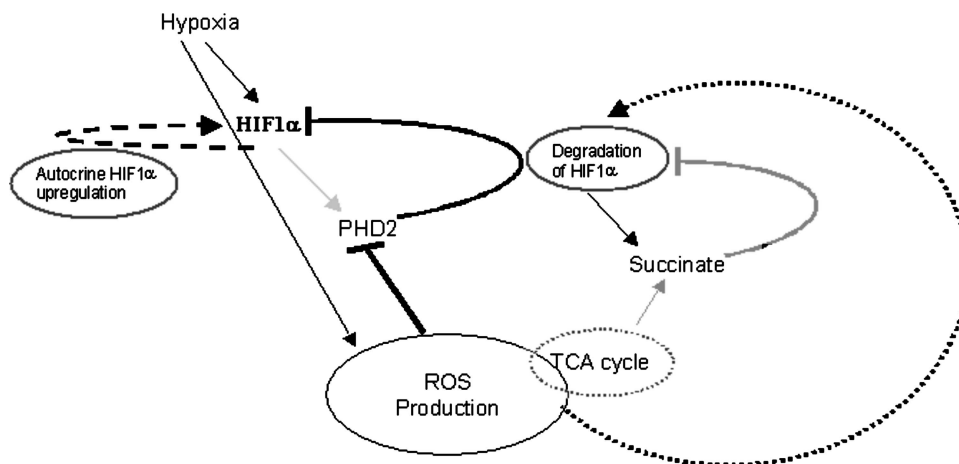 Hypoxia
HIF1α
Autocrine HIF1α
upregulation
Degradation
of HIF1α
PHD2
Succinate
TCA cycle
ROS
Production